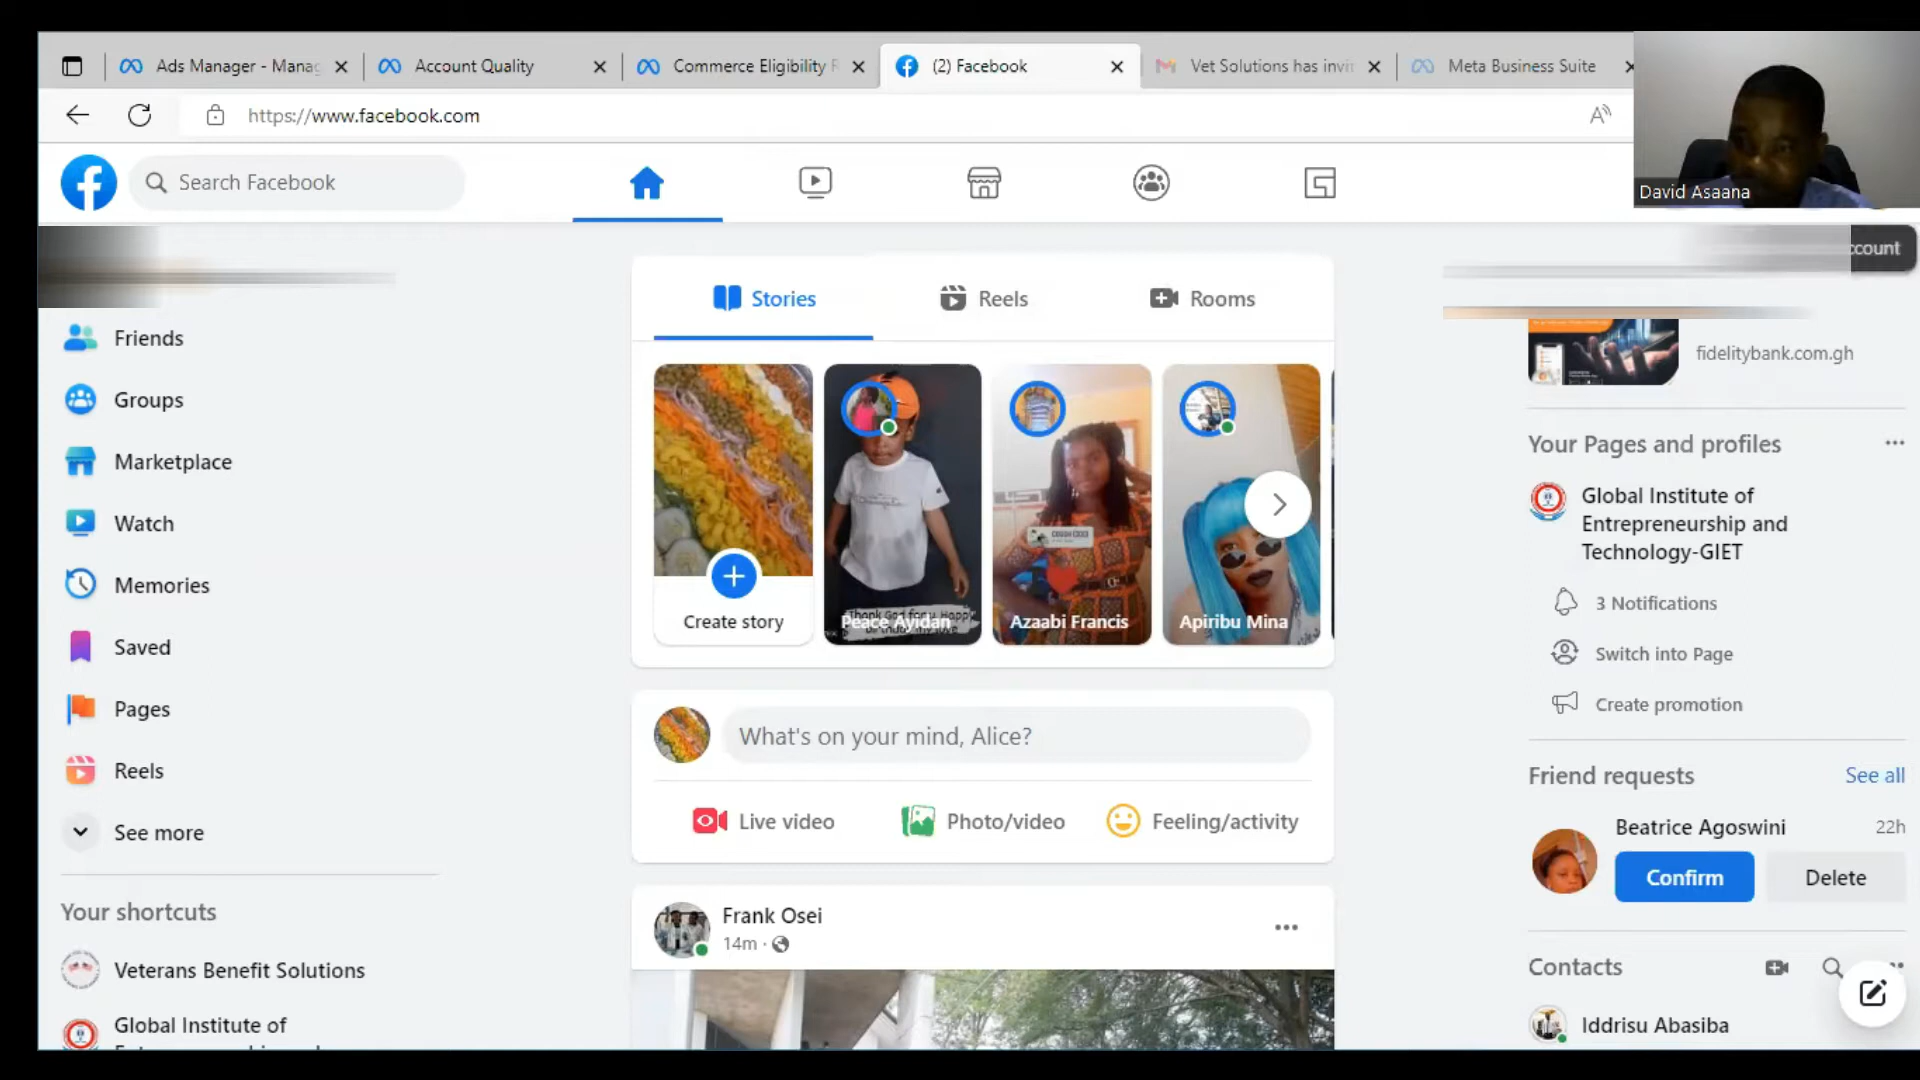 Ads Manager - Manag
Account Quality
Commerce Eligibility R
(2) Facebook
Vet Solutions has invit
Meta Business Suite
https://www.facebook.com
Search Facebook
David Asaana
ccount
Friends
Groups
Marketplace
Watch
Memories
Saved
Pages
Reels
See more
Your shortcuts
Veterans Benefit Solutions
Global Institute of
Stories
Reels
Rooms
Create story
Peace Ayidan
Azaabi Francis
Apiribu Mina
What's on your mind, Alice?
Live video
Photo/video
Feeling/activity
Frank Osei
14m ·
fidelitybank.com.gh
Your Pages and profiles
Global Institute of
Entrepreneurship and
Technology-GIET
3 Notifications
Switch into Page
Create promotion
Friend requests
See all
Beatrice Agoswini
22h
Confirm
Delete
Contacts
Iddrisu Abasiba